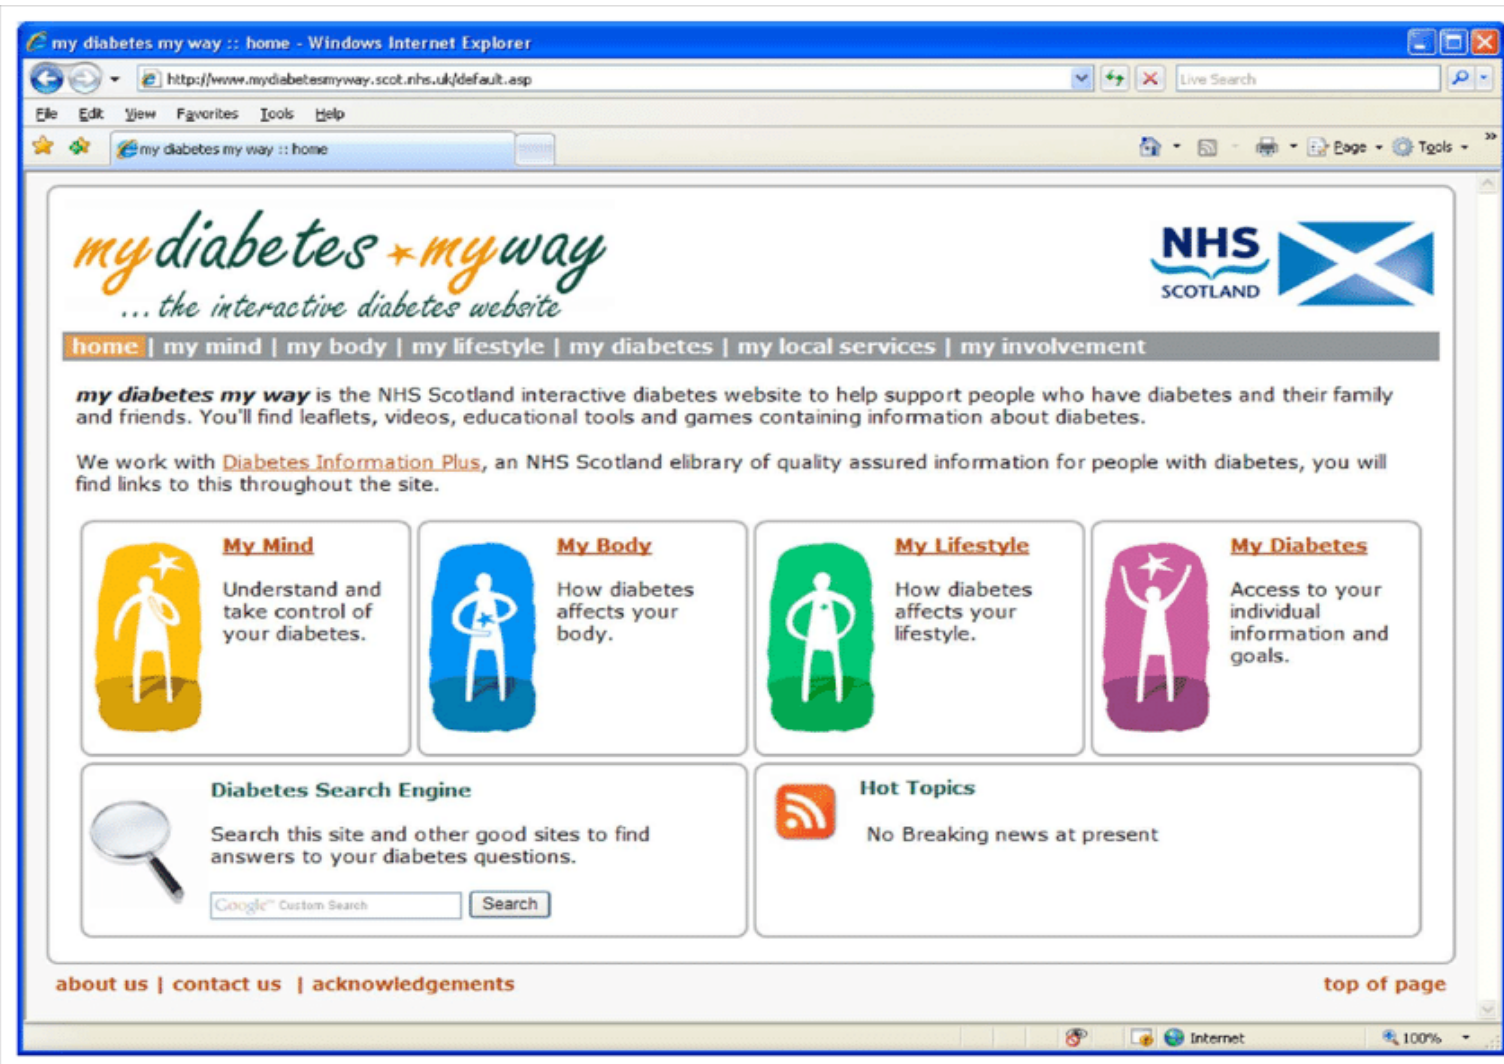 my diabetes my way :: home - Windows Internet Explorer
http://www.mydiabetesmyway.scot.nhs.uk/default.asp
Live Search
File Edit View Favorites Tools Help
my diabetes my way :: home
Page Tools
mydiabetes myway
... the interactive diabetes website
NHS
SCOTLAND
home | my mind | my body | my lifestyle | my diabetes | my local services | my involvement
my diabetes my way is the NHS Scotland interactive diabetes website to help support people who have diabetes and their family
and friends. You'll find leaflets, videos, educational tools and games containing information about diabetes.
We work with Diabetes Information Plus, an NHS Scotland elibrary of quality assured information for people with diabetes, you will
find links to this throughout the site.
My Mind
Understand and
take control of
your diabetes.
My Body
How diabetes
affects your
body.
My Lifestyle
How diabetes
affects your
lifestyle.
My Diabetes
Access to your
individual
information and
goals.
Diabetes Search Engine
Search this site and other good sites to find
answers to your diabetes questions.
Google™ Custom Search
Search
Hot Topics
No Breaking news at present
about us | contact us | acknowledgements
top of page
Internet
100%